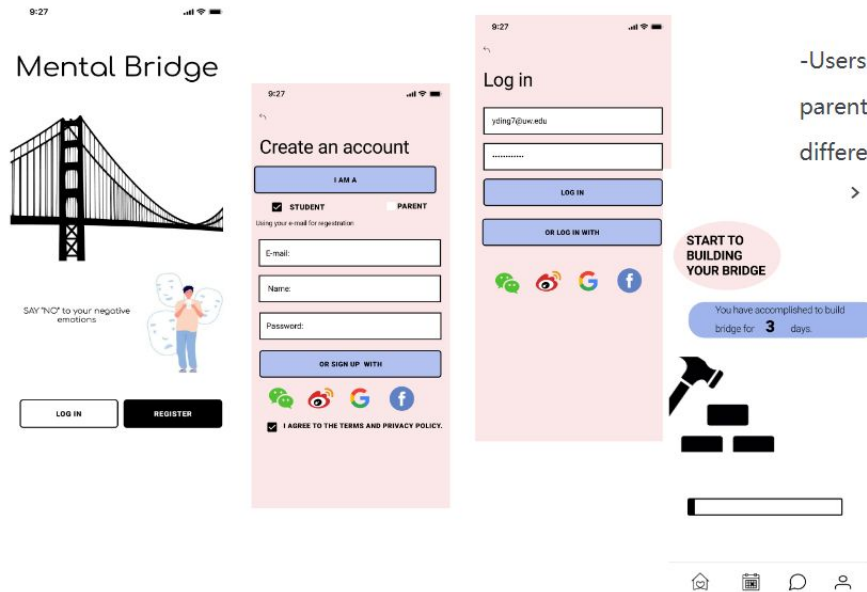 9:27
Mental Bridge
SAY "NO" to your negative
emotions
LOG IN
REGISTER
9:27
Create an account
I AM A
STUDENT
PARENT
Using your e-mail for regestration
E-mail:
Name:
Password:
OR SIGN UP WITH
I AGREE TO THE TERMS AND PRIVACY POLICY.
9:27
Log in
yding7@uw.edu
LOG IN
OR LOG IN WITH
-Users
parent
differe
START TO
BUILDING
YOUR BRIDGE
You have accomplished to build
bridge for 3 days.